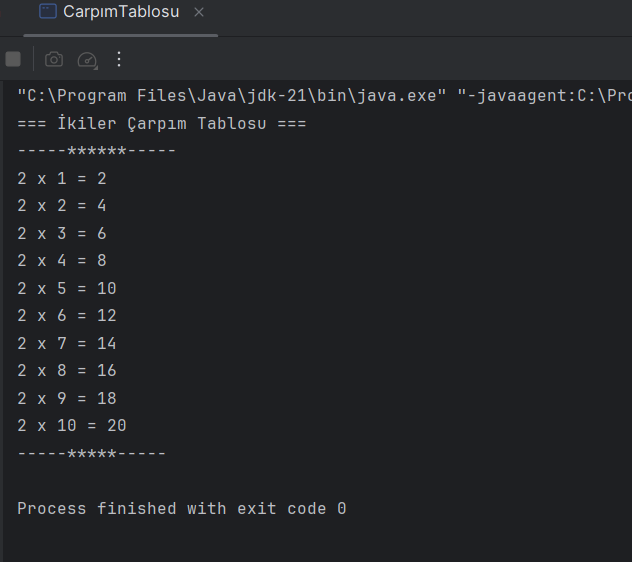 CarpımTablosu
"C:\Program Files\Java\jdk-21\bin\java.exe" "-javaagent:C:\Pro
=== İkiler Çarpım Tablosu ===
-----******-----
2 x 1 = 2
2 x 2 = 4
2 x 3 = 6
2 x 4 = 8
2 x 5 = 10
2 x 6 = 12
2 x 7 = 14
2 x 8 = 16
2 x 9 = 18
2 x 10 = 20
-----*****-----
Process finished with exit code 0